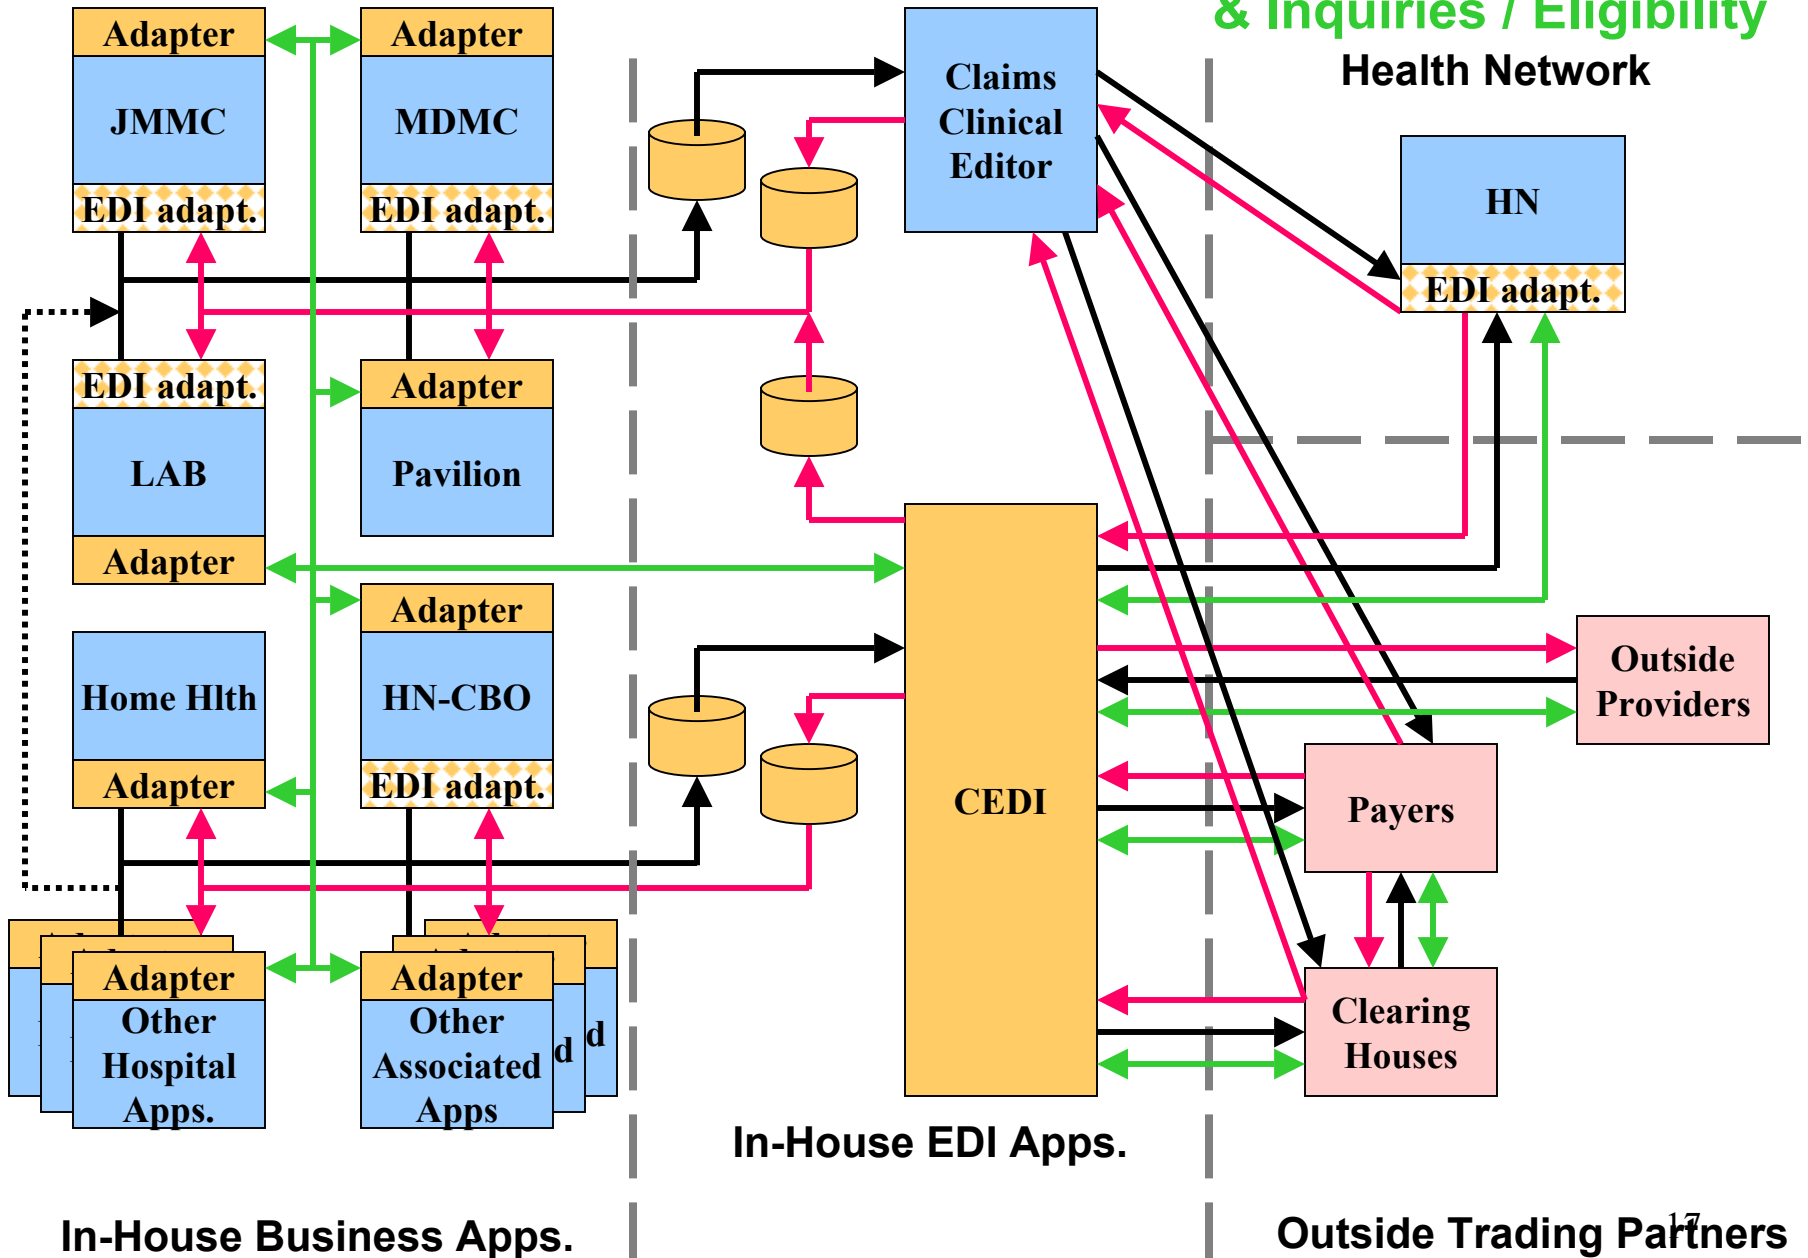 & Inquiries / Eligibility
Health Network
Adapter
JMMC
EDI adapt.
Adapter
MDMC
EDI adapt.
Claims
Clinical
Editor
HN
EDI adapt.
EDI adapt.
LAB
Adapter
Adapter
Pavilion
Adapter
HN-CBO
EDI adapt.
Home Hlth
Adapter
CEDI
Outside
Providers
Payers
Clearing
Houses
Adapter
Other
Hospital
Apps.
Adapter
Other
Associated
Apps
d
d
In-House EDI Apps.
In-House Business Apps.
Outside Trading Partners
17